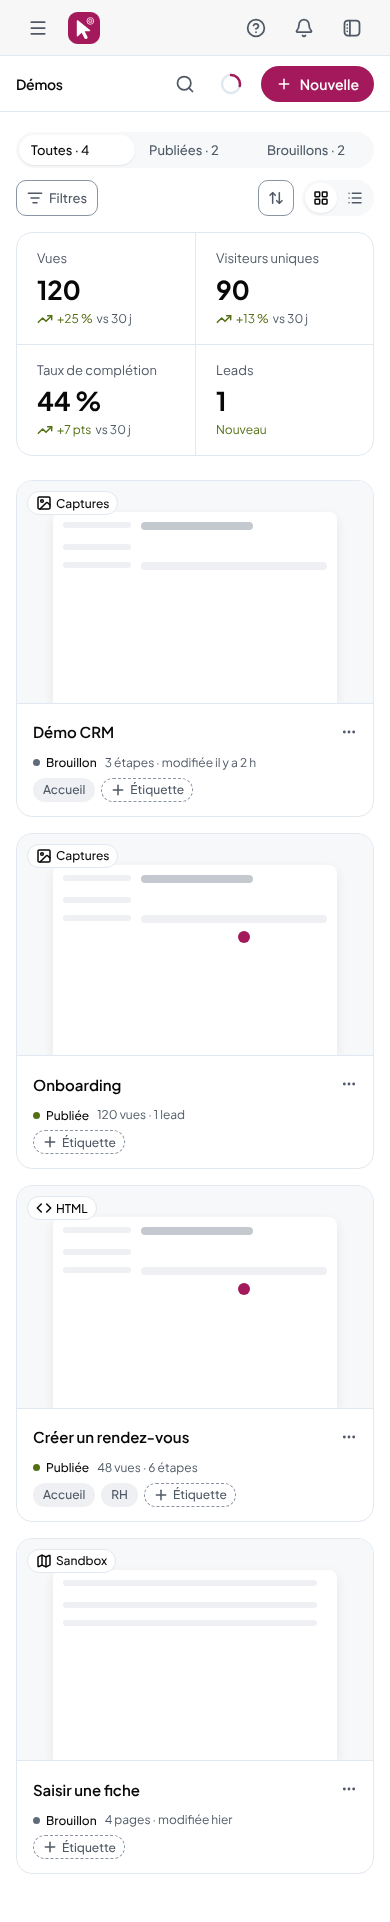 Démos
Nouvelle
Toutes · 4
Publiées · 2
Brouillons · 2
Filtres
Vues
120
+25 % vs 30 j
Visiteurs uniques
90
+13 % vs 30 j
Taux de complétion
44 %
+7 pts vs 30 j
Leads
1
Nouveau
Captures
Démo CRM
Brouillon 3 étapes · modifiée il y a 2 h
Accueil + Étiquette
Captures
Onboarding
Publiée 120 vues · 1 lead
+ Étiquette
HTML
Créer un rendez-vous
Publiée 48 vues · 6 étapes
Accueil RH + Étiquette
Sandbox
Saisir une fiche
Brouillon 4 pages · modifiée hier
+ Étiquette